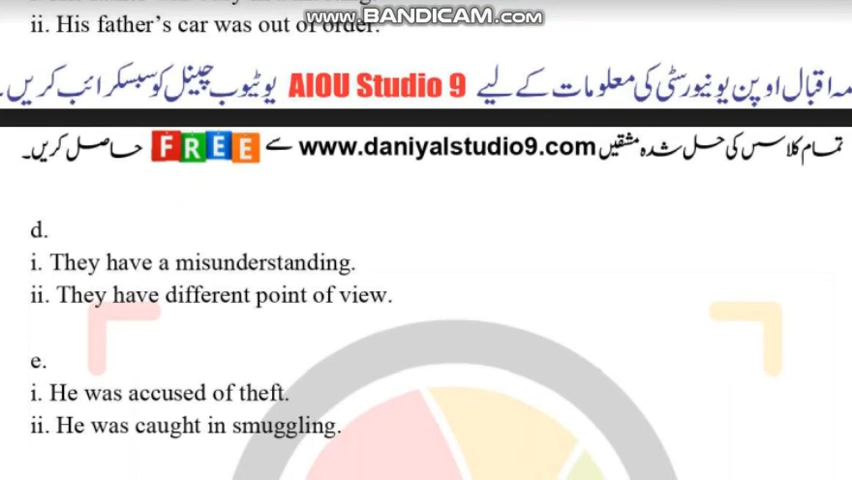 www.BANDICAM.com
ii. His father's car was out of order.
مہ اقبال اوپن یونیورسٹی کی معلومات کے لیے AIOU Studio 9 یوٹیوب چینل کو سبسکرائب کریں۔
تمام کلاسس کی حل شدہ مشقیں www.daniyalstudio9.com سے FREE حاصل کریں۔
d.
i. They have a misunderstanding.
ii. They have different point of view.
e.
i. He was accused of theft.
ii. He was caught in smuggling.